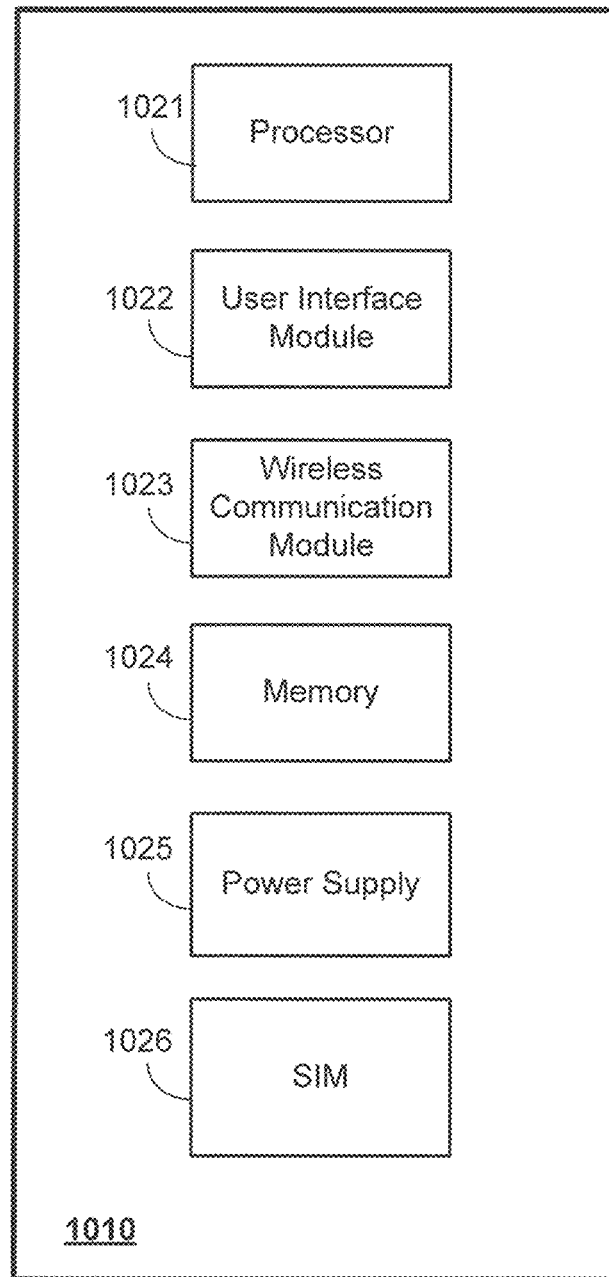 1021
Processor
1022
User Interface
Module
1023
Wireless
Communication
Module
1024
Memory
1025
Power Supply
1026
SIM
1010